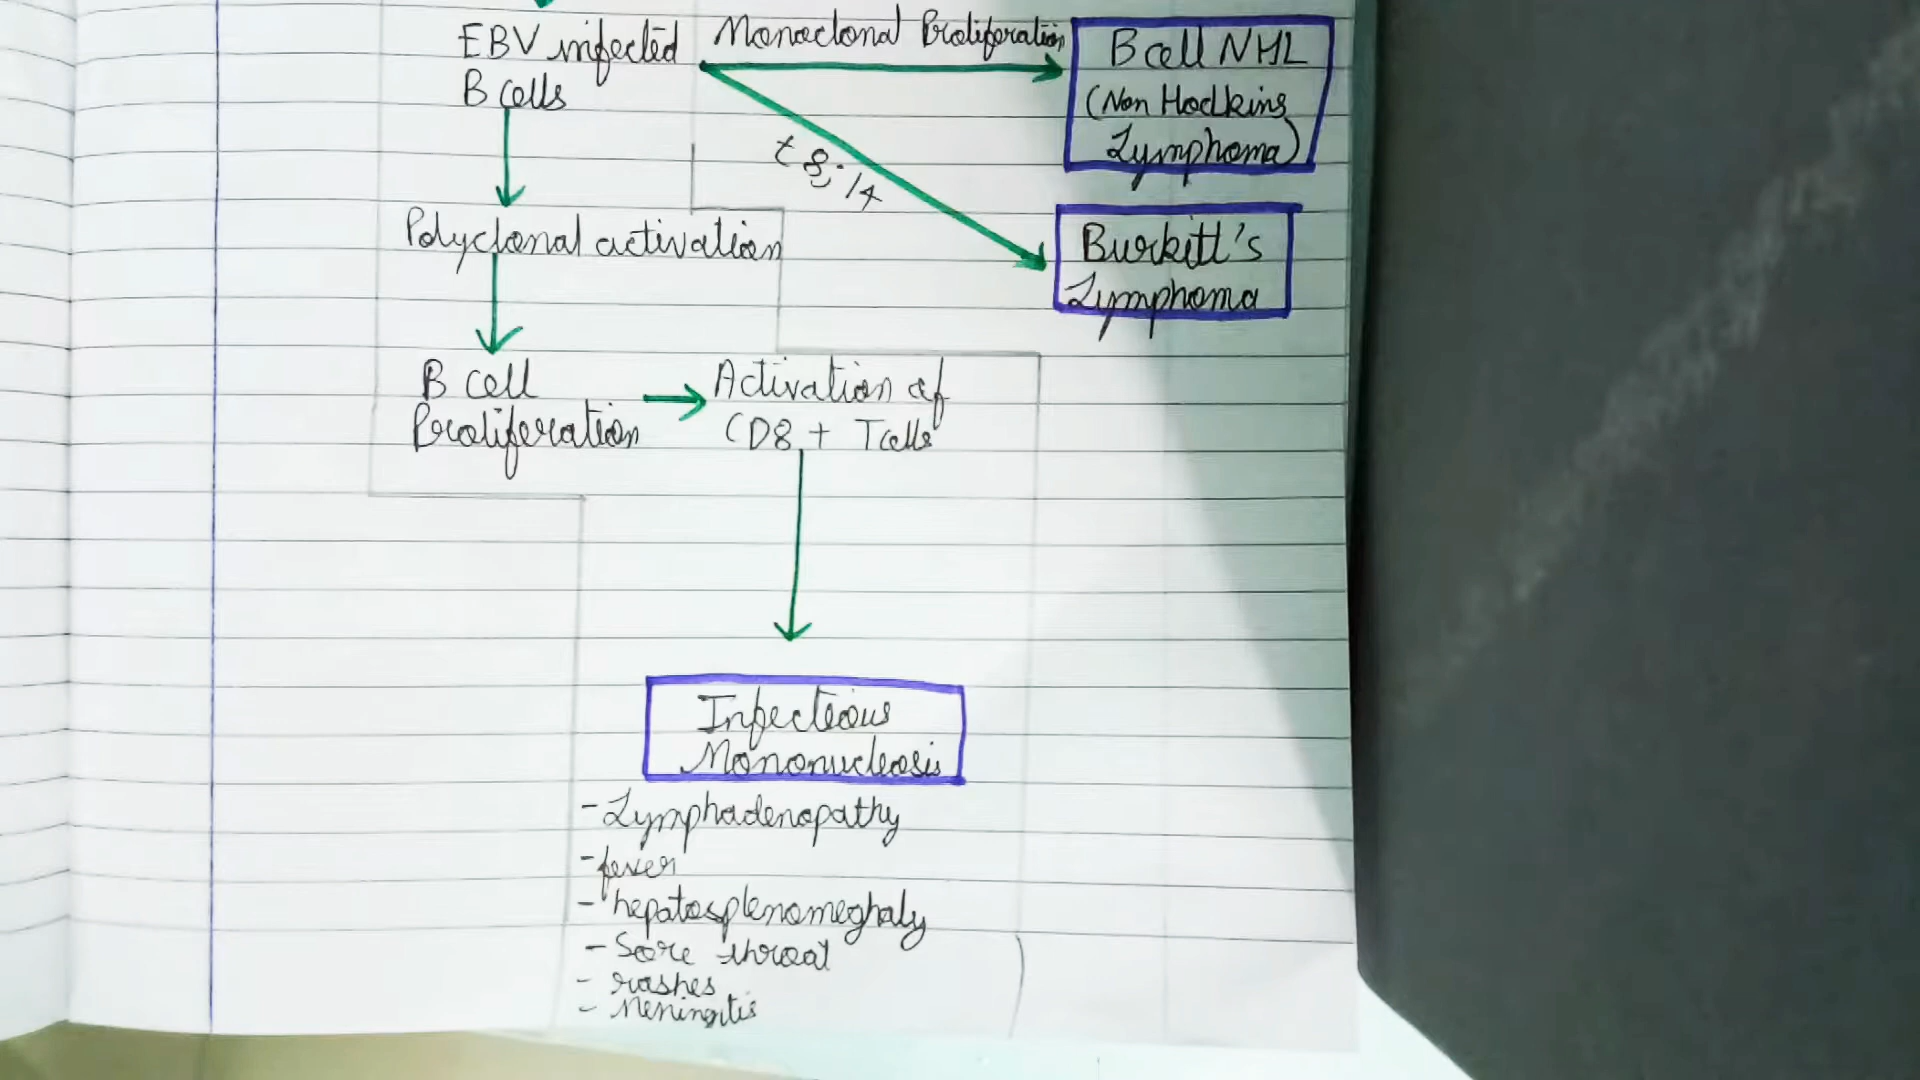 EBV infected
B cells
Monoclonal Proliferation
B cell NHL
(Non Hodkins
Lymphoma)
t 8; 14
Burkitt's
Lymphoma
Polyclonal activation
B cell
Proliferation
Activation of
CD8 + T cells
Infectious
Mononucleosis
- Lymphadenopathy
- fever
- hepatosplenomeghaly
- Sore throat
- rashes
- Meningitis